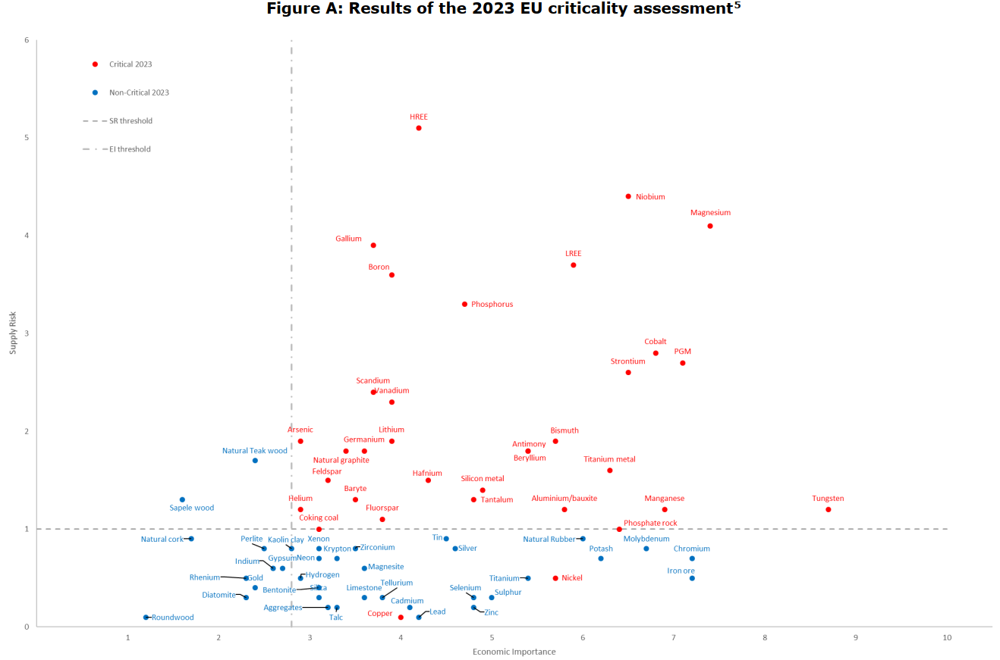 Figure A: Results of the 2023 EU criticality assessment⁵
6
Critical 2023
Non-Critical 2023
HREE
SR threshold
5
EI threshold
Niobium
Magnesium
4
Gallium
LREE
Boron
Phosphorus
Supply Risk
3
Cobalt
PGM
Strontium
Scandium
Vanadium
2
Arsenic
Lithium
Bismuth
Germanium
Antimony
Natural Teak wood
Natural graphite
Beryllium
Titanium metal
Feldspar
Hafnium
Silicon metal
Baryte
Helium
Tantalum
Aluminium/bauxite
Manganese
Tungsten
Sapele wood
Fluorspar
Coking coal
Phosphate rock
1
Natural cork
Perlite
Kaolin clay
Xenon
Tin
Natural Rubber
Molybdenum
Krypton
Zirconium
Silver
Potash
Chromium
Indium
Gypsum
Neon
Magnesite
Iron ore
Rhenium
Gold
Hydrogen
Titanium
Nickel
Bentonite
Silica
Limestone
Tellurium
Selenium
Sulphur
Diatomite
Cadmium
Aggregates
Talc
Copper
Lead
Zinc
Roundwood
0
1 2 3 4 5 6 7 8 9 10
Economic Importance